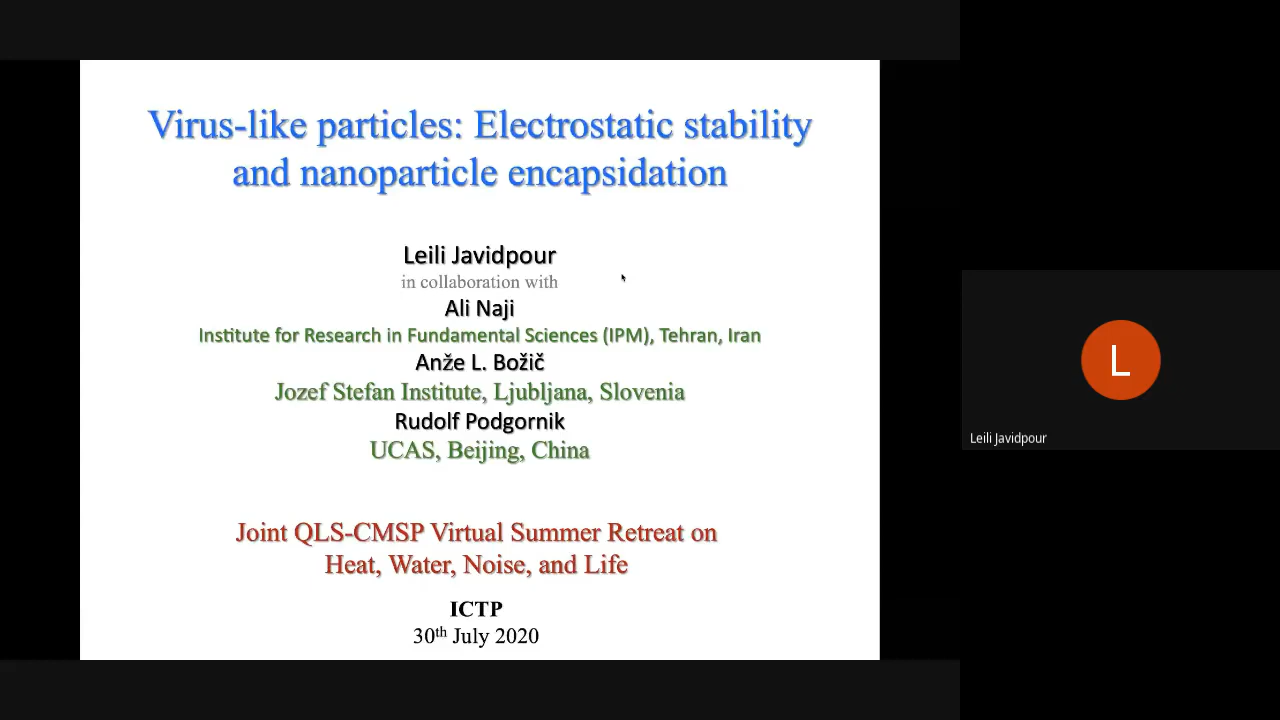 Virus-like particles: Electrostatic stability
and nanoparticle encapsidation
Leili Javidpour
in collaboration with
Ali Naji
Institute for Research in Fundamental Sciences (IPM), Tehran, Iran
Anže L. Božič
Jozef Stefan Institute, Ljubljana, Slovenia
Rudolf Podgornik
UCAS, Beijing, China
Joint QLS-CMSP Virtual Summer Retreat on
Heat, Water, Noise, and Life
ICTP
30th July 2020
L
Leili Javidpour